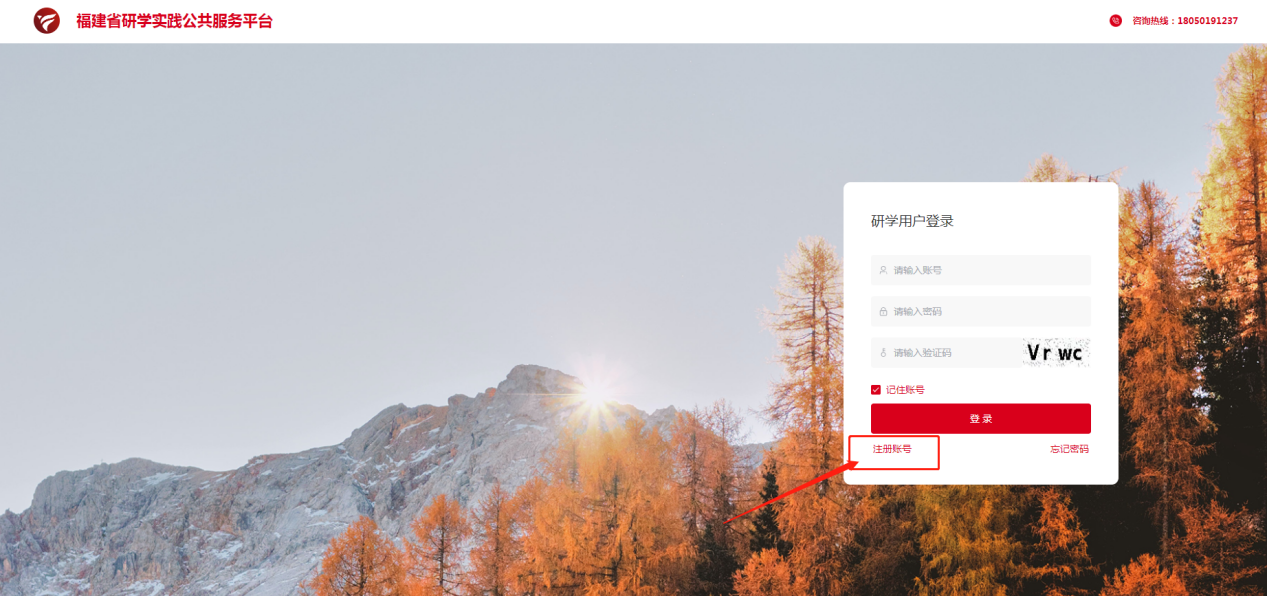 福建省研学实践公共服务平台
咨询热线：18050191237
研学用户登录
请输入账号
请输入密码
请输入验证码
Vrwc
记住账号
登 录
注册账号
忘记密码